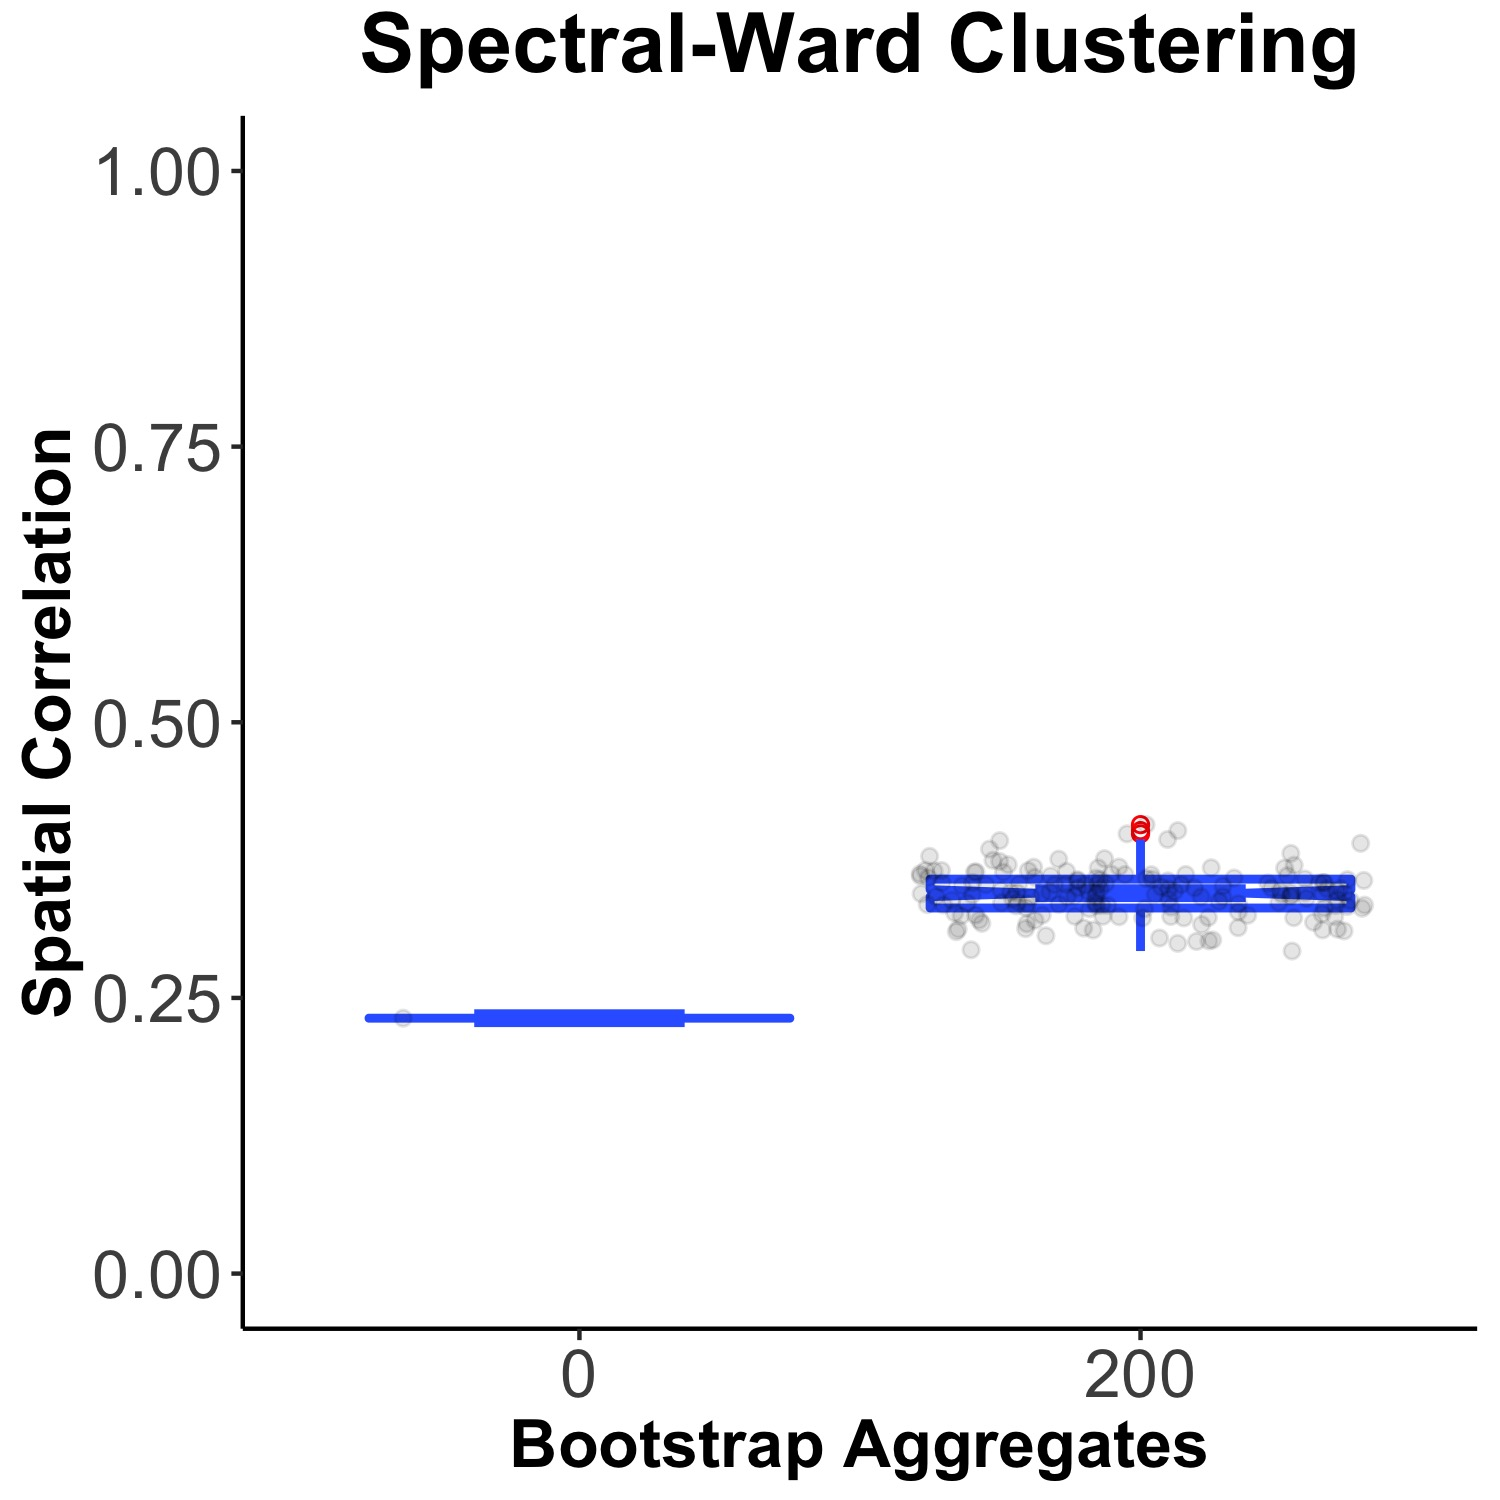 Spectral-Ward Clustering
1.00
0.75
0.50
0.25
0.00
Spatial Correlation
0
200
Bootstrap Aggregates